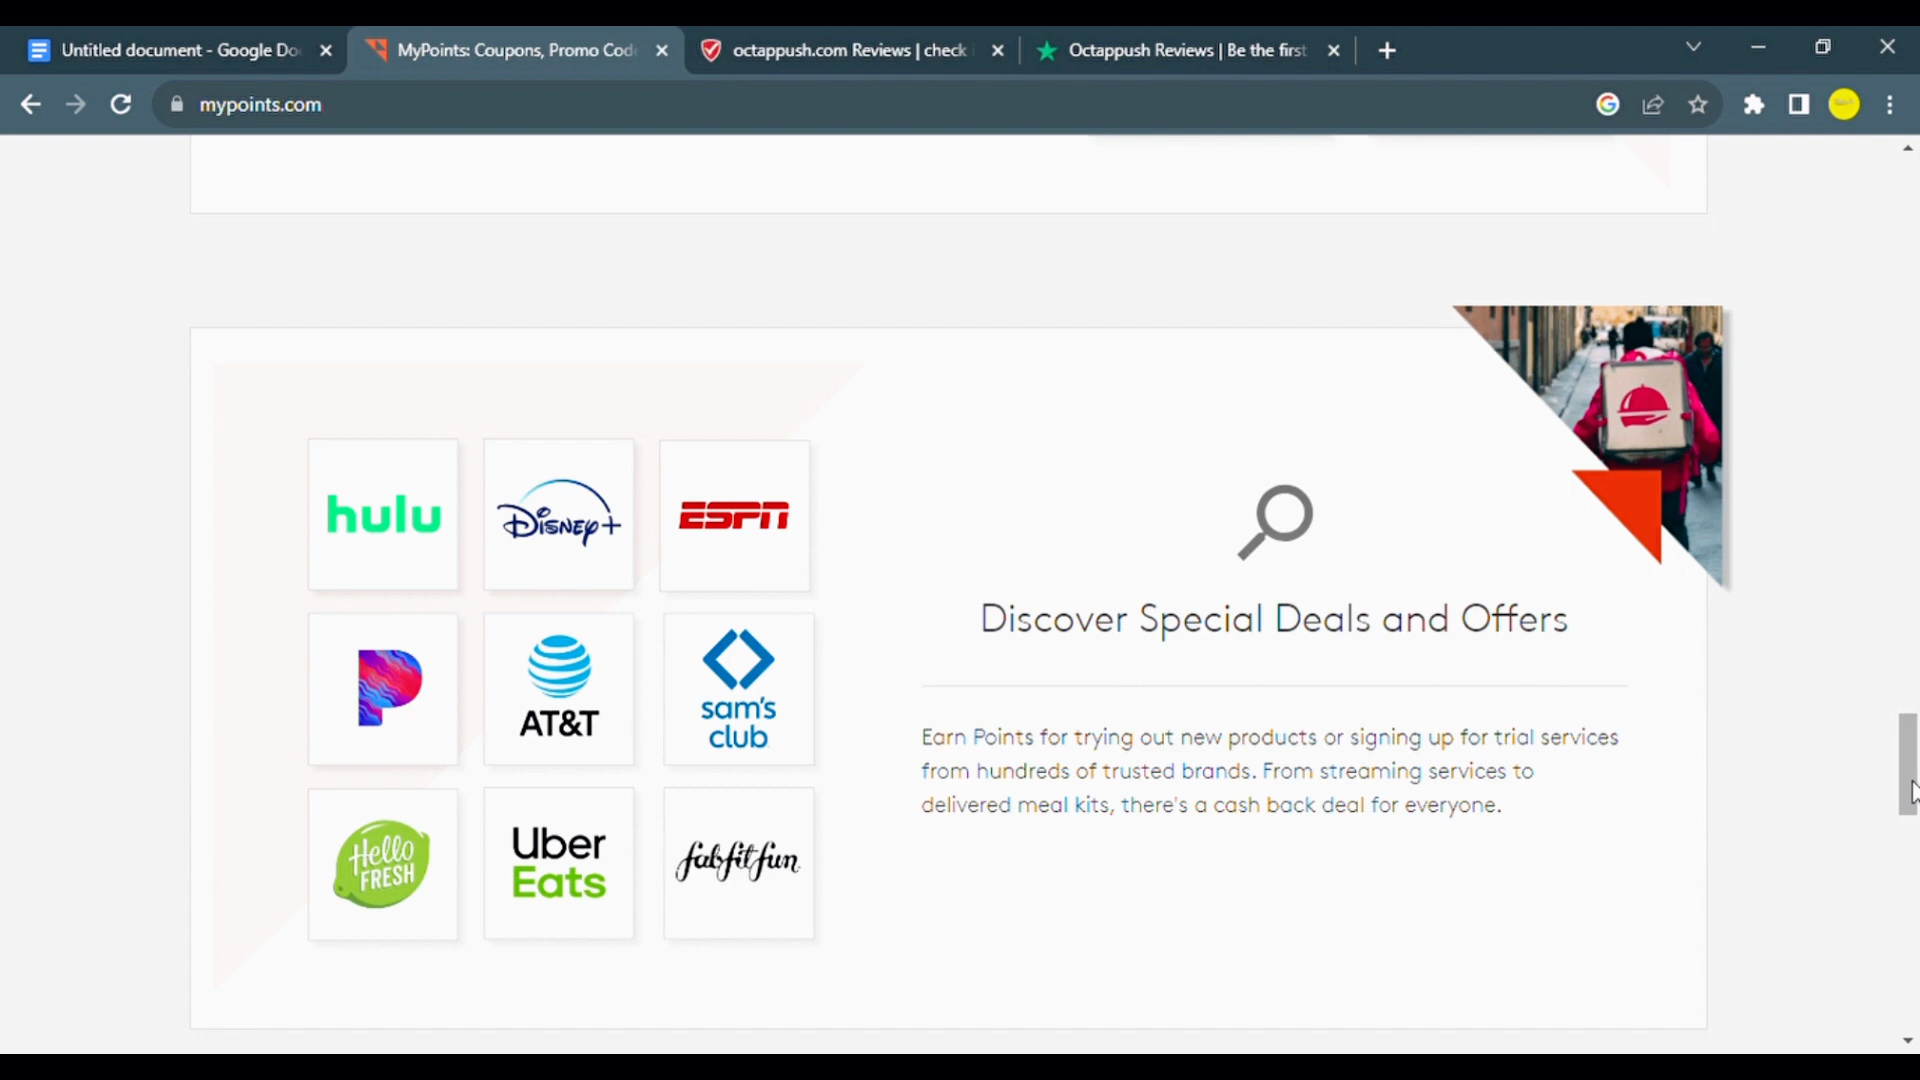 Untitled document - Google Do
MyPoints: Coupons, Promo Code
octappush.com Reviews | check
Octappush Reviews | Be the first
mypoints.com
hulu
Disney+
ESPN
P
AT&T
sam's
club
Hello
FRESH
Uber
Eats
fabfitfun
Discover Special Deals and Offers
Earn Points for trying out new products or signing up for trial services
from hundreds of trusted brands. From streaming services to
delivered meal kits, there's a cash back deal for everyone.